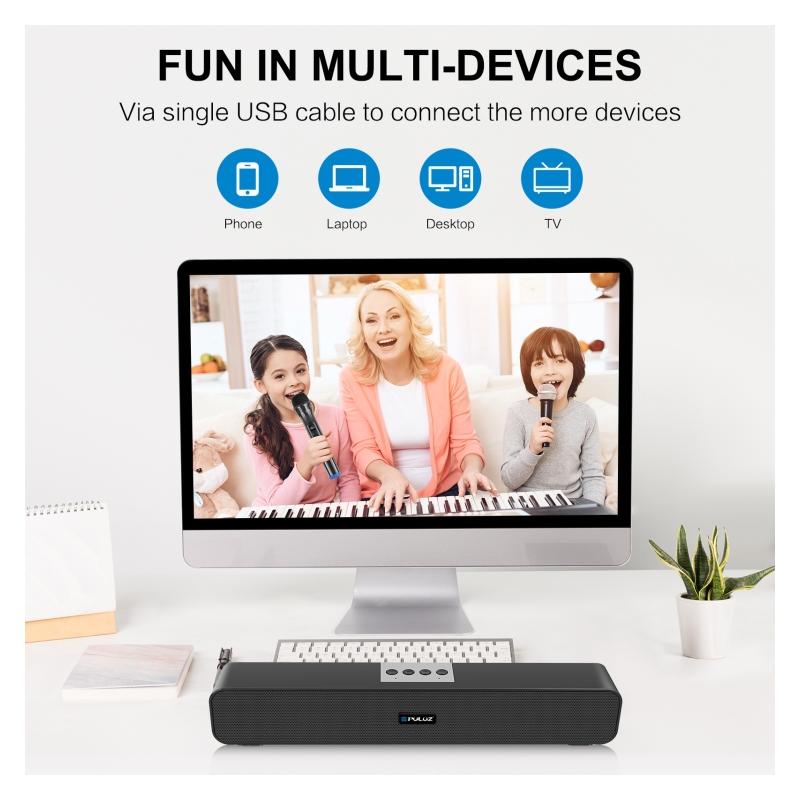 FUN IN MULTI-DEVICES
Via single USB cable to connect the more devices
Phone
Laptop
Desktop
TV
PULUZ